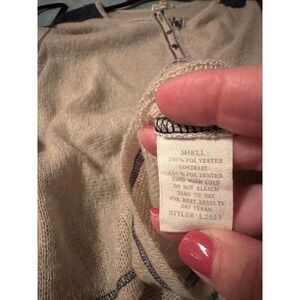 SHELL:
100% POLYESTER
CONTRAST:
100% POLYESTER
HAND WASH COLD
DO NOT BLEACH
HANG TO DRY
FOR BEST RESULTS
DRY CLEAN
STYLE# L2553